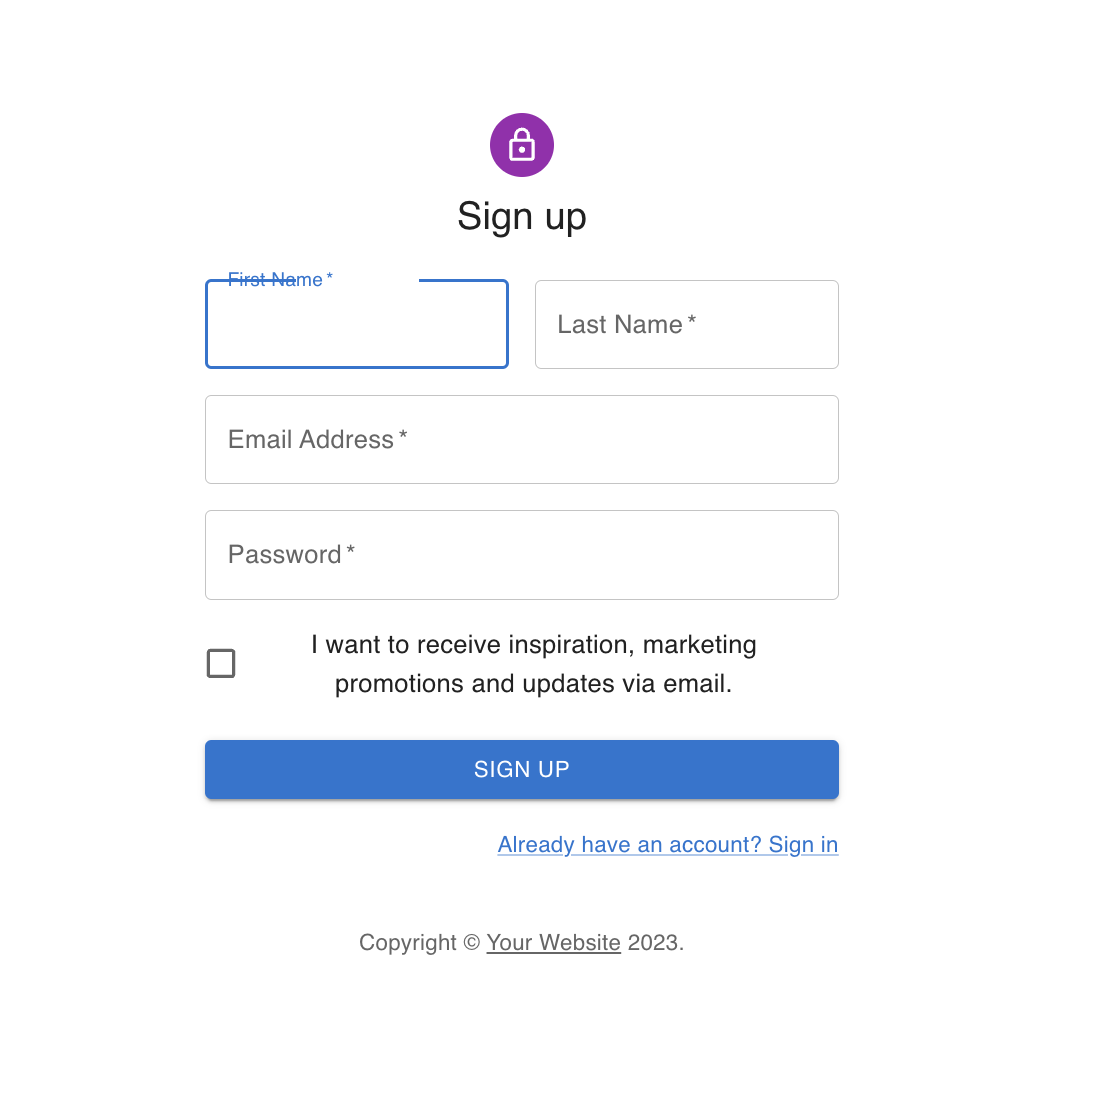 Sign up
First Name *
Last Name *
Email Address *
Password *
I want to receive inspiration, marketing
promotions and updates via email.
SIGN UP
Already have an account? Sign in
Copyright © Your Website 2023.